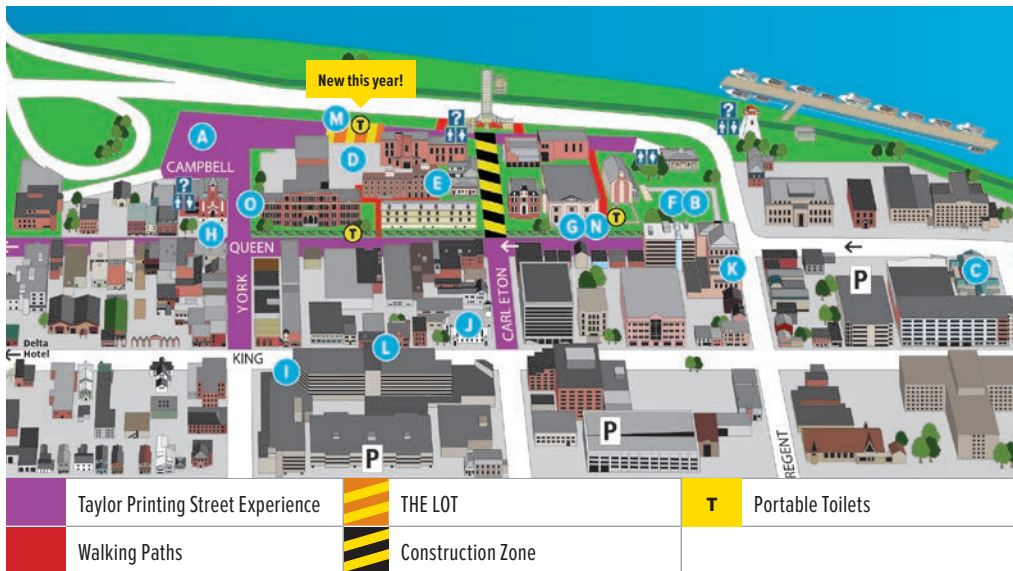 New this year!
M
T
?
?
A
D
CAMPBELL
E
?
O
F B
H
G N
T
T
QUEEN
K
P
C
YORK
CARLETON
J
Delta
Hotel
KING
L
I
P
P
REGENT
Taylor Printing Street Experience
THE LOT
T
Portable Toilets
Walking Paths
Construction Zone